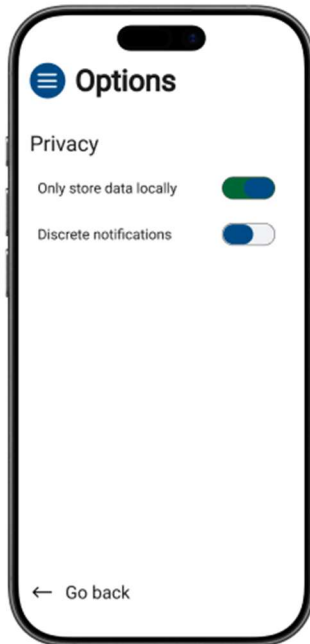 Options
Privacy
Only store data locally
Discrete notifications
← Go back